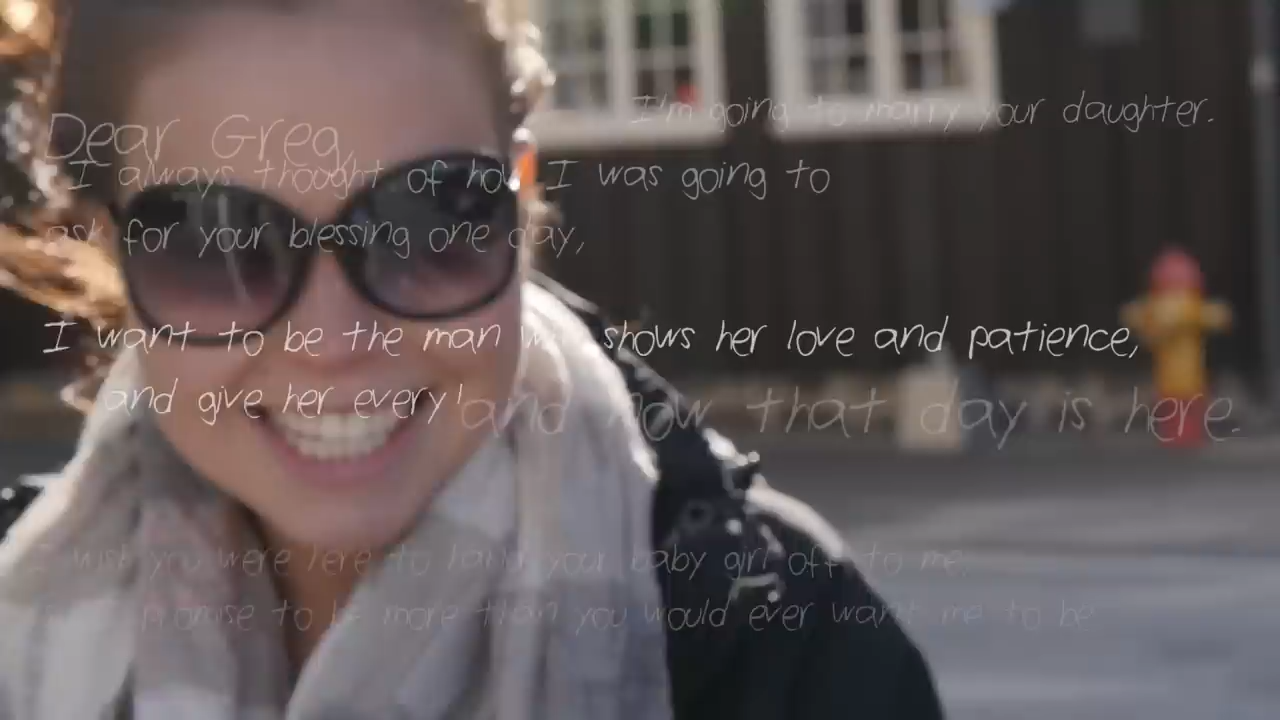 Dear Greg,
I'm going to marry your daughter.
I always thought of how I was going to
ask for your blessing one day,
and now that day is here.
I want to be the man who shows her love and patience,
and give her every
I wish you were here to hand your baby girl off to me.
promise to be more than you would ever want me to be